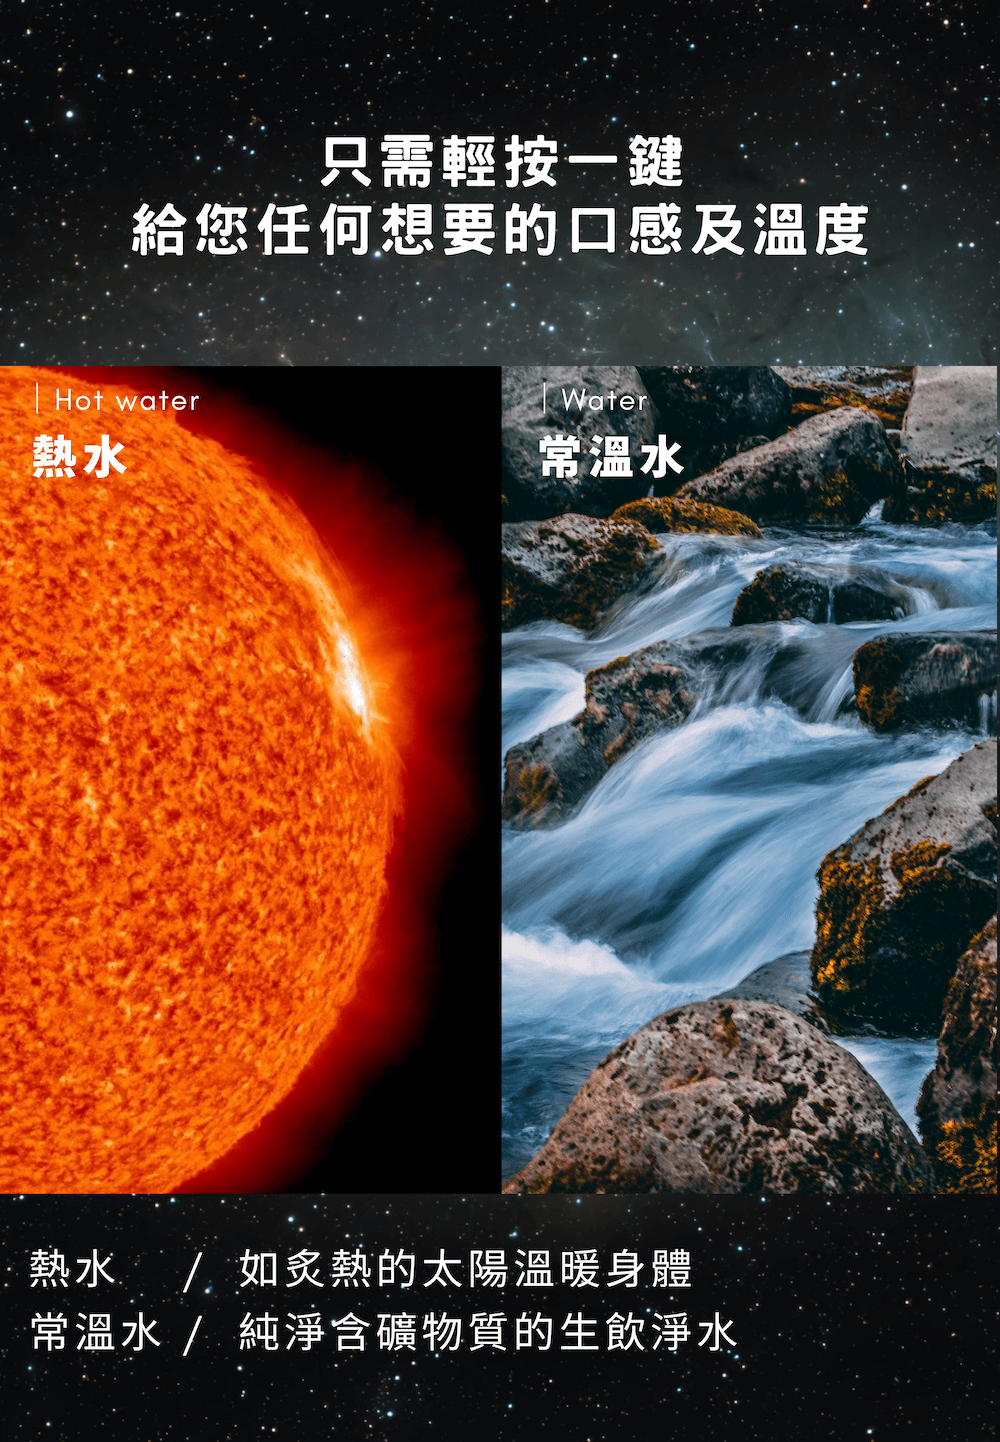 只需輕按一鍵
給您任何想要的口感及溫度
Hot water
熱水
Water
常溫水
熱水 / 如炙熱的太陽溫暖身體
常溫水 / 純淨含礦物質的生飲淨水